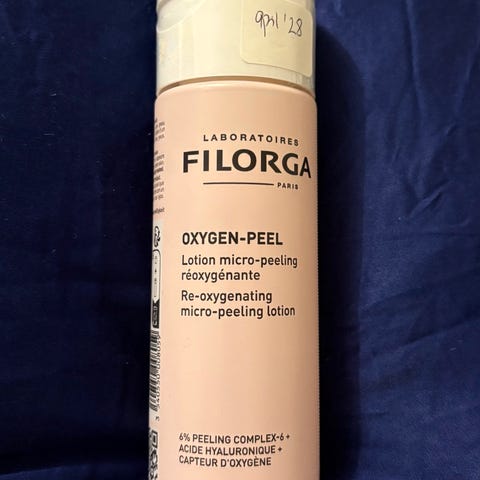 april '28
LABORATOIRES
FILORGA
PARIS
OXYGEN-PEEL
Lotion micro-peeling
réoxygénante
Re-oxygenating
micro-peeling lotion
6% PEELING COMPLEX-6 +
ACIDE HYALURONIQUE +
CAPTEUR D'OXYGÈNE